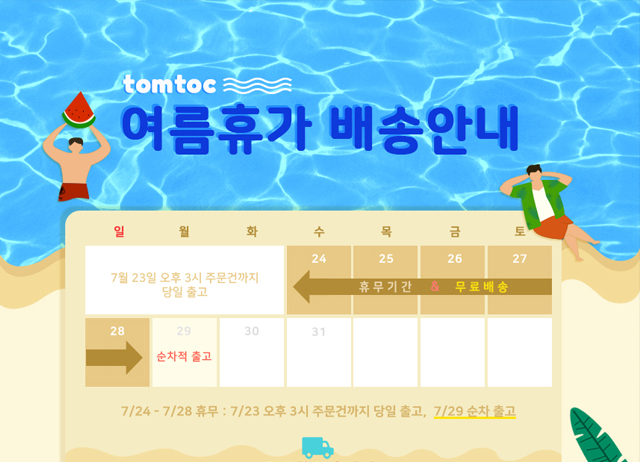 tomtoc
여름휴가 배송안내
일 월 화 수 목 금 토
24 25 26 27
7월 23일 오후 3시 주문건까지
당일 출고
휴무기간 & 무료배송
28 29 30 31
순차적 출고
7/24 - 7/28 휴무 : 7/23 오후 3시 주문건까지 당일 출고, 7/29 순차 출고